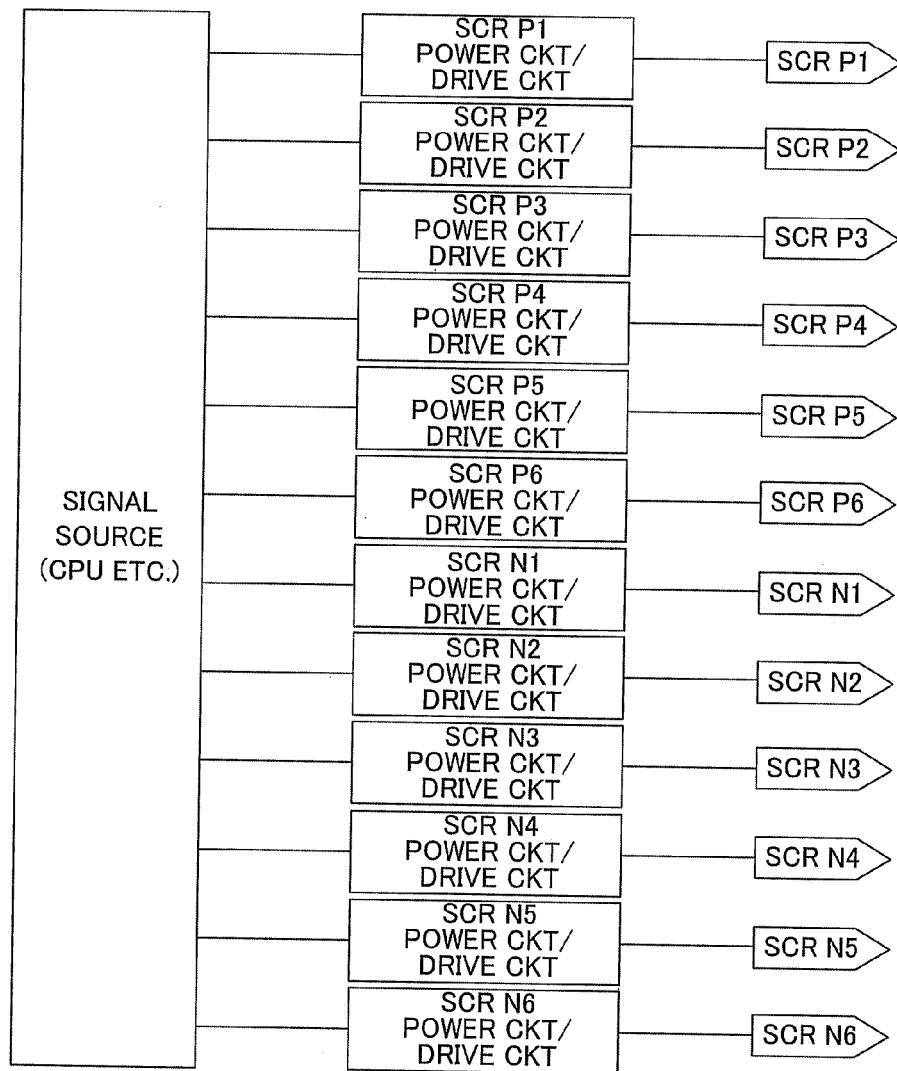 SIGNAL
SOURCE
(CPU ETC.)
SCR P1
POWER CKT/
DRIVE CKT
SCR P1
SCR P2
POWER CKT/
DRIVE CKT
SCR P2
SCR P3
POWER CKT/
DRIVE CKT
SCR P3
SCR P4
POWER CKT/
DRIVE CKT
SCR P4
SCR P5
POWER CKT/
DRIVE CKT
SCR P5
SCR P6
POWER CKT/
DRIVE CKT
SCR P6
SCR N1
POWER CKT/
DRIVE CKT
SCR N1
SCR N2
POWER CKT/
DRIVE CKT
SCR N2
SCR N3
POWER CKT/
DRIVE CKT
SCR N3
SCR N4
POWER CKT/
DRIVE CKT
SCR N4
SCR N5
POWER CKT/
DRIVE CKT
SCR N5
SCR N6
POWER CKT/
DRIVE CKT
SCR N6